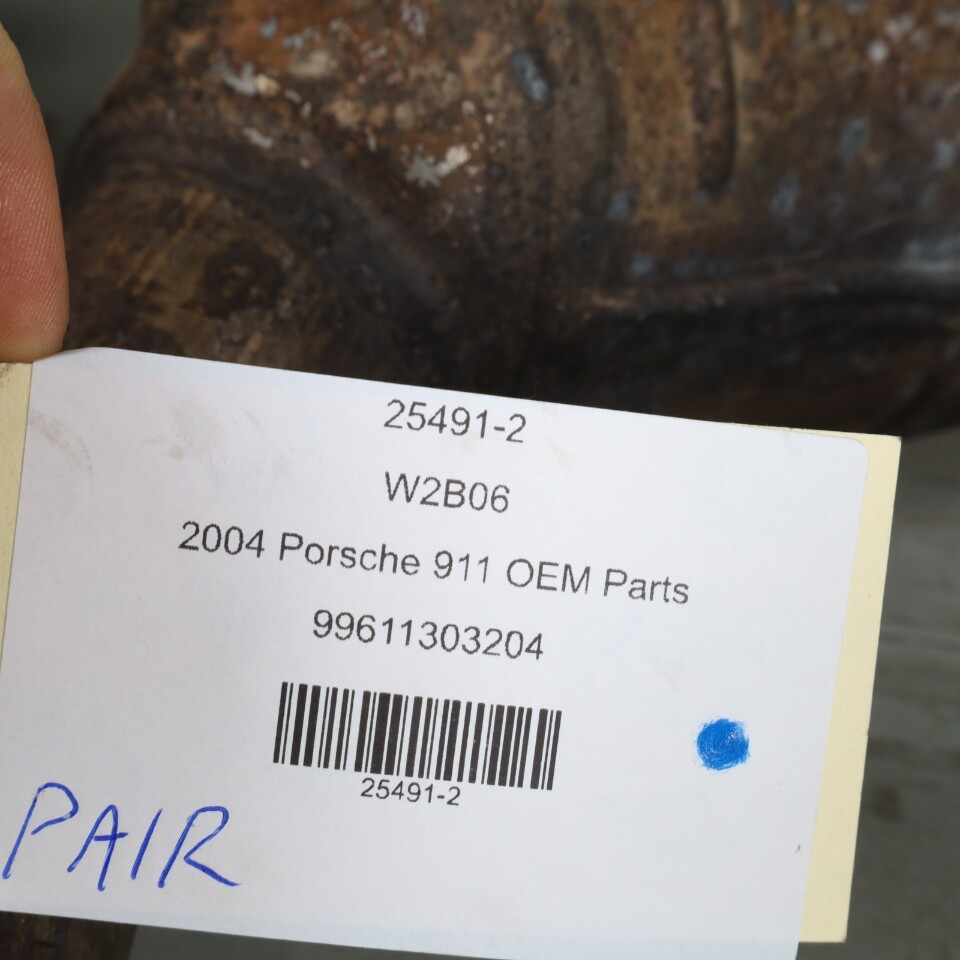 25491-2
W2B06
2004 Porsche 911 OEM Parts
99611303204
25491-2
PAIR